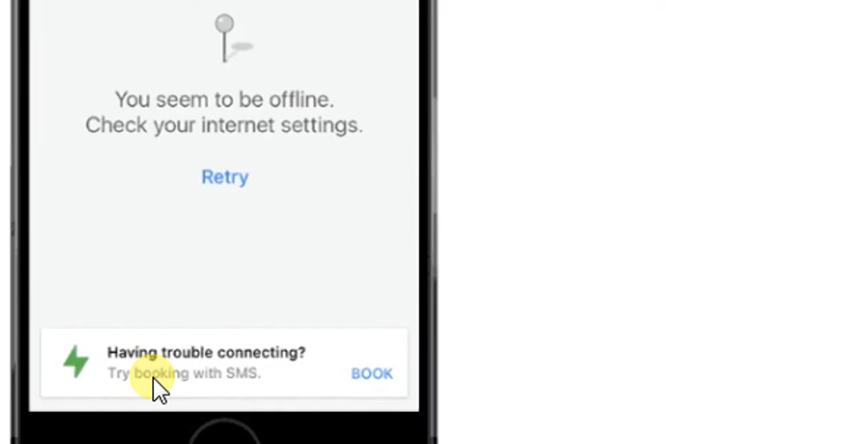 You seem to be offline.
Check your internet settings.
Retry
Having trouble connecting?
Try booking with SMS.
BOOK